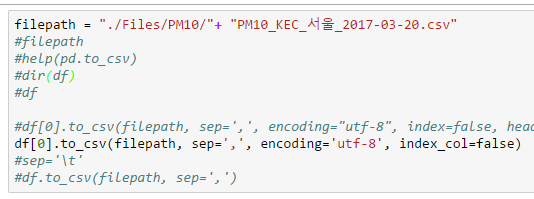 filepath = "./Files/PM10/"+ "PM10_KEC_서울_2017-03-20.csv"
#filepath
#help(pd.to_csv)
#dir(df)
#df
#df[0].to_csv(filepath, sep=',', encoding="utf-8", index=false, head
df[0].to_csv(filepath, sep=',', encoding='utf-8', index_col=false)
#sep='\t'
#df.to_csv(filepath, sep=',')